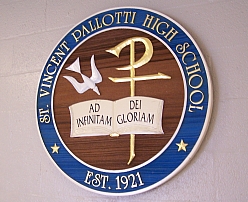 ST. VINCENT PALLOTTI HIGH SCHOOL
AD
INFINITAM
DEI
GLORIAM
EST. 1921